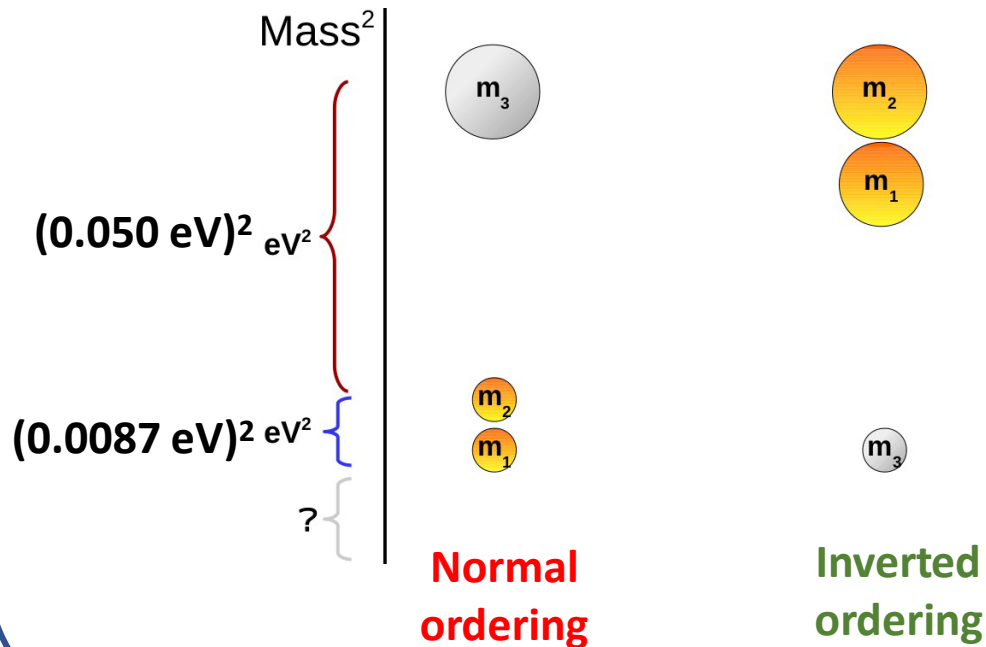 Mass²
m₃
m₂
m₁
(0.050 eV)² eV²
m₂
(0.0087 eV)² eV²
m₁
m₃
?
Normal
ordering
Inverted
ordering